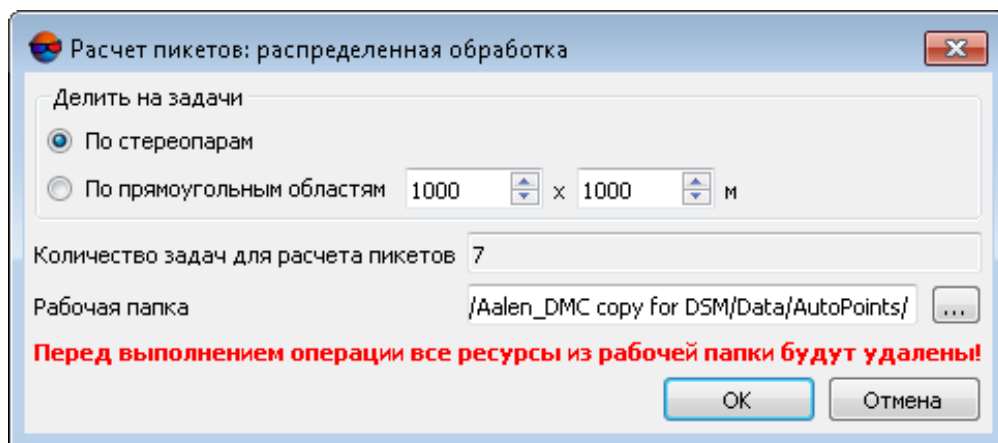 Расчет пикетов: распределенная обработка
Делить на задачи
По стереопарам
По прямоугольным областям 1000 x 1000 м
Количество задач для расчета пикетов 7
Рабочая папка /Aalen_DMC copy for DSM/Data/AutoPoints/ ...
Перед выполнением операции все ресурсы из рабочей папки будут удалены!
OK Отмена